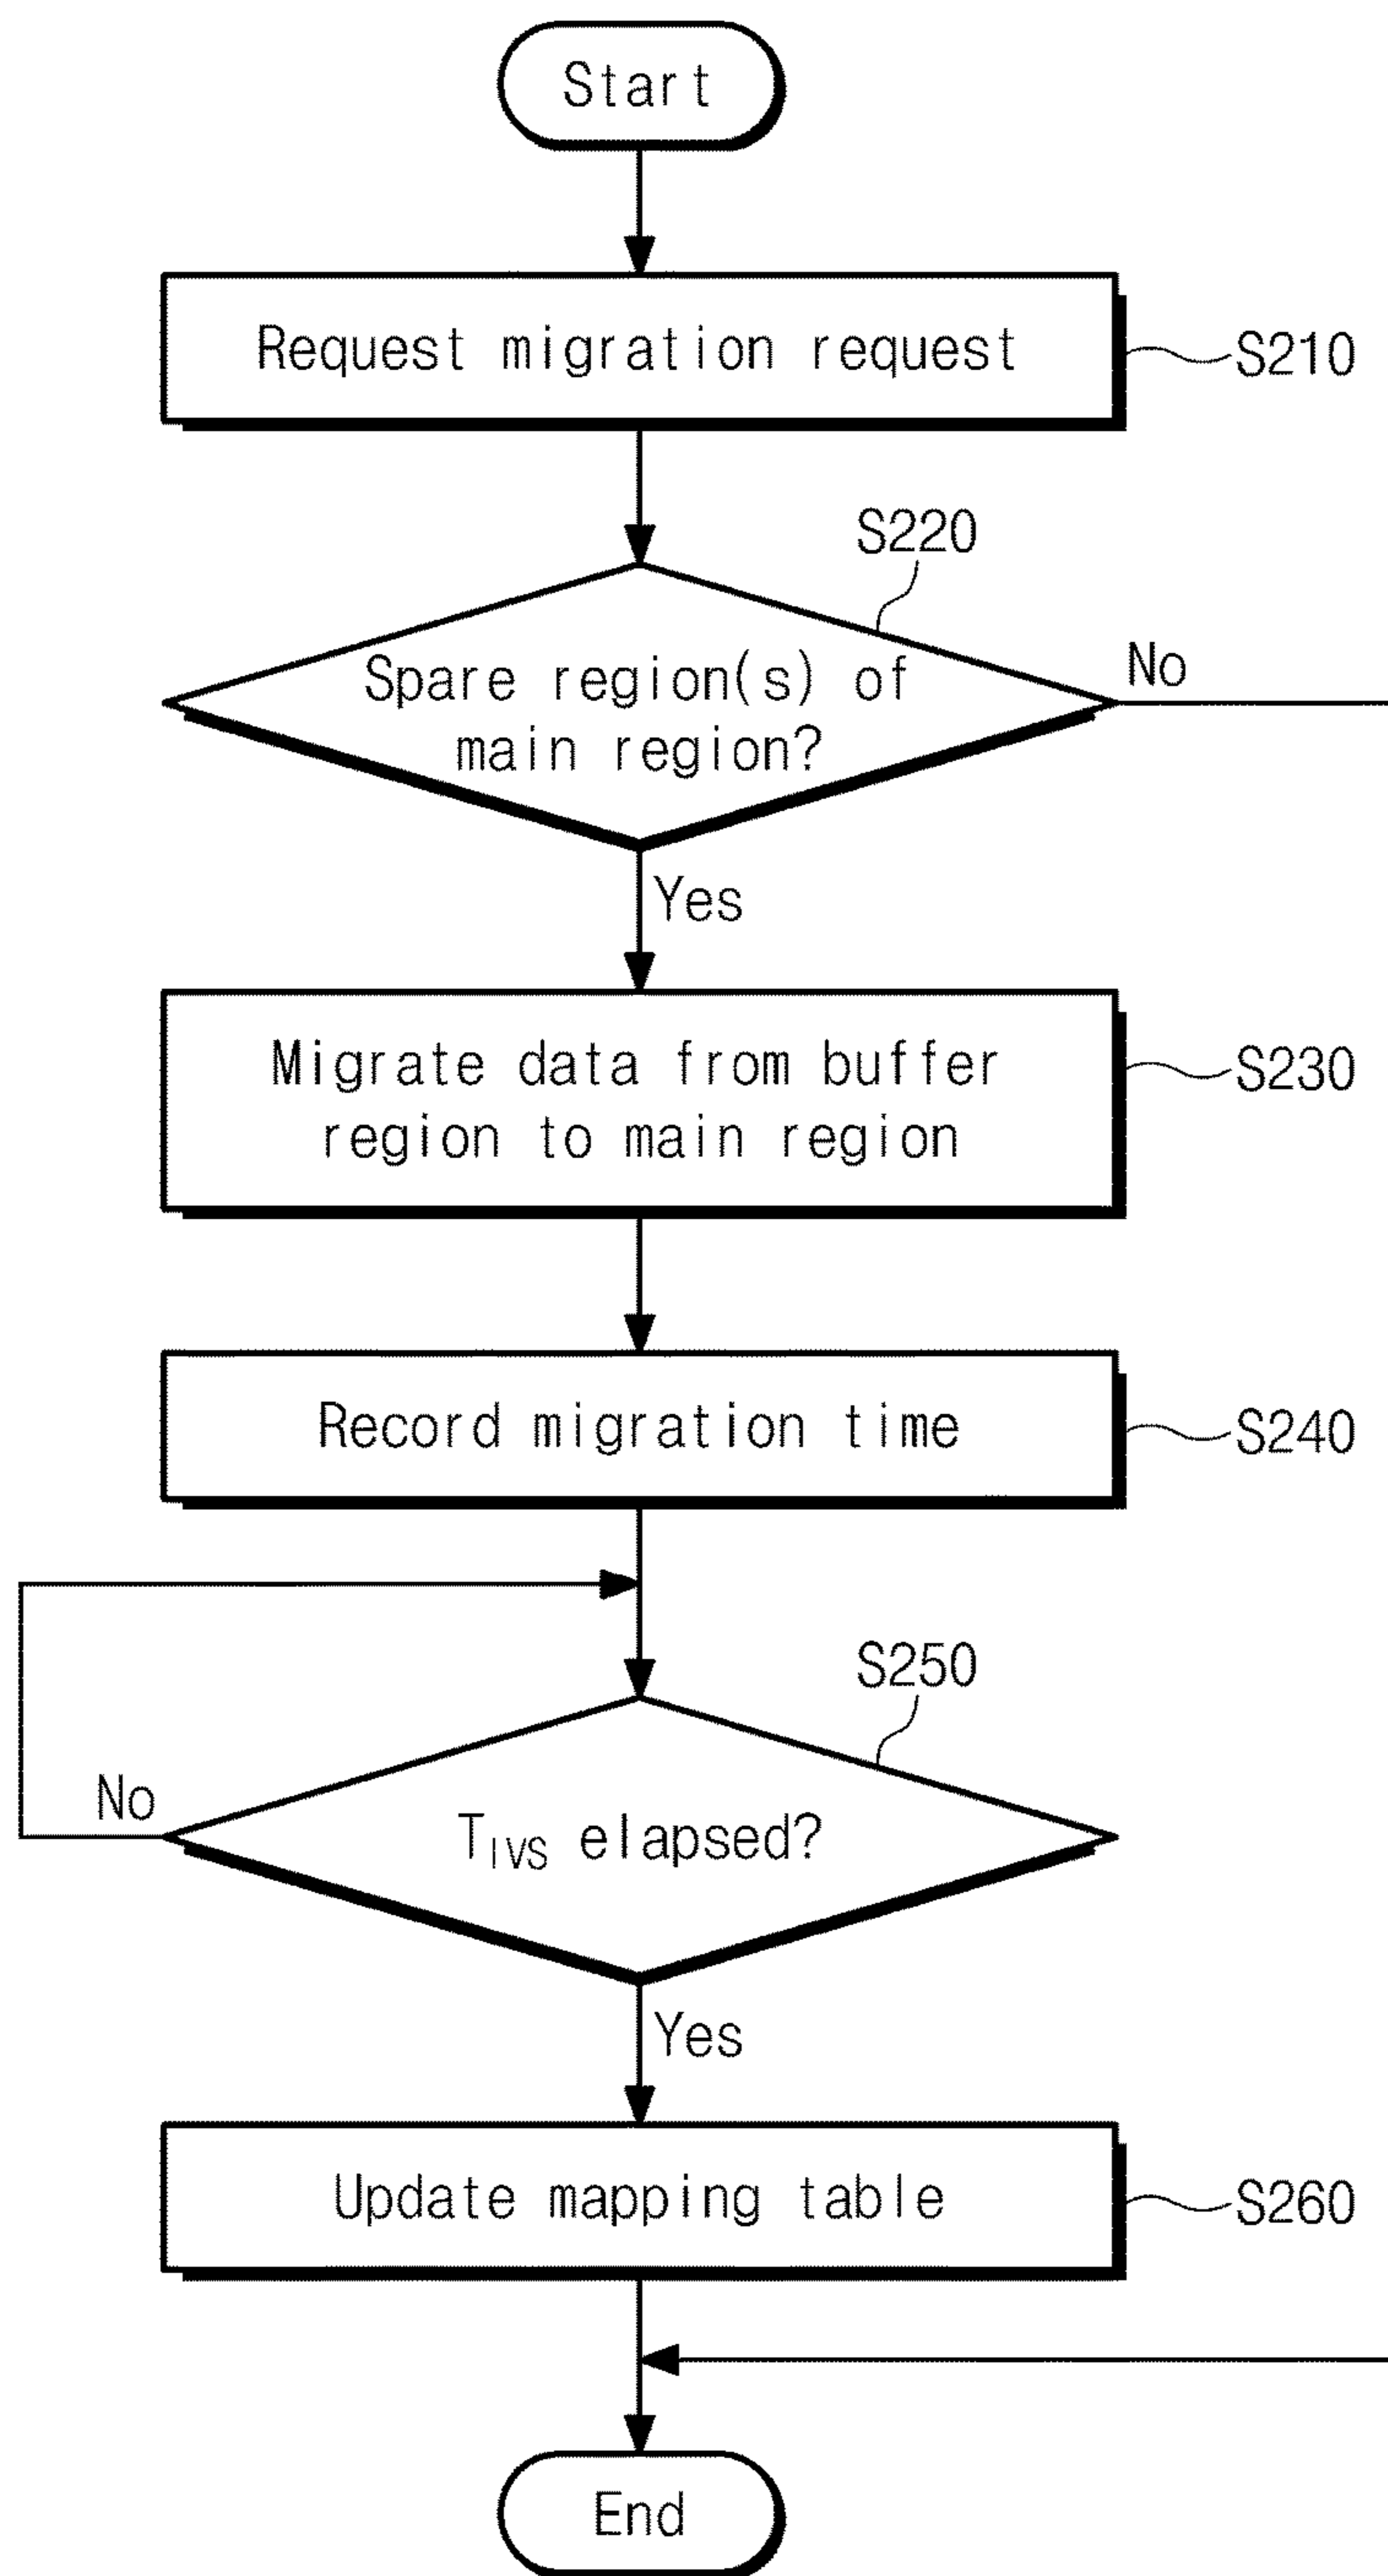 Start
Request migration request
S210
S220
Spare region(s) of
main region?
No
Yes
Migrate data from buffer
region to main region
S230
Record migration time
S240
S250
No
TIVS elapsed?
Yes
Update mapping table
S260
End